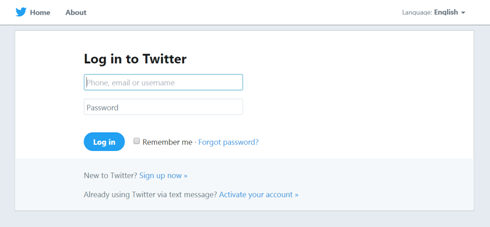 Home About Language: English
Log in to Twitter
Phone, email or username
Password
Log in Remember me · Forgot password?
New to Twitter? Sign up now »
Already using Twitter via text message? Activate your account »